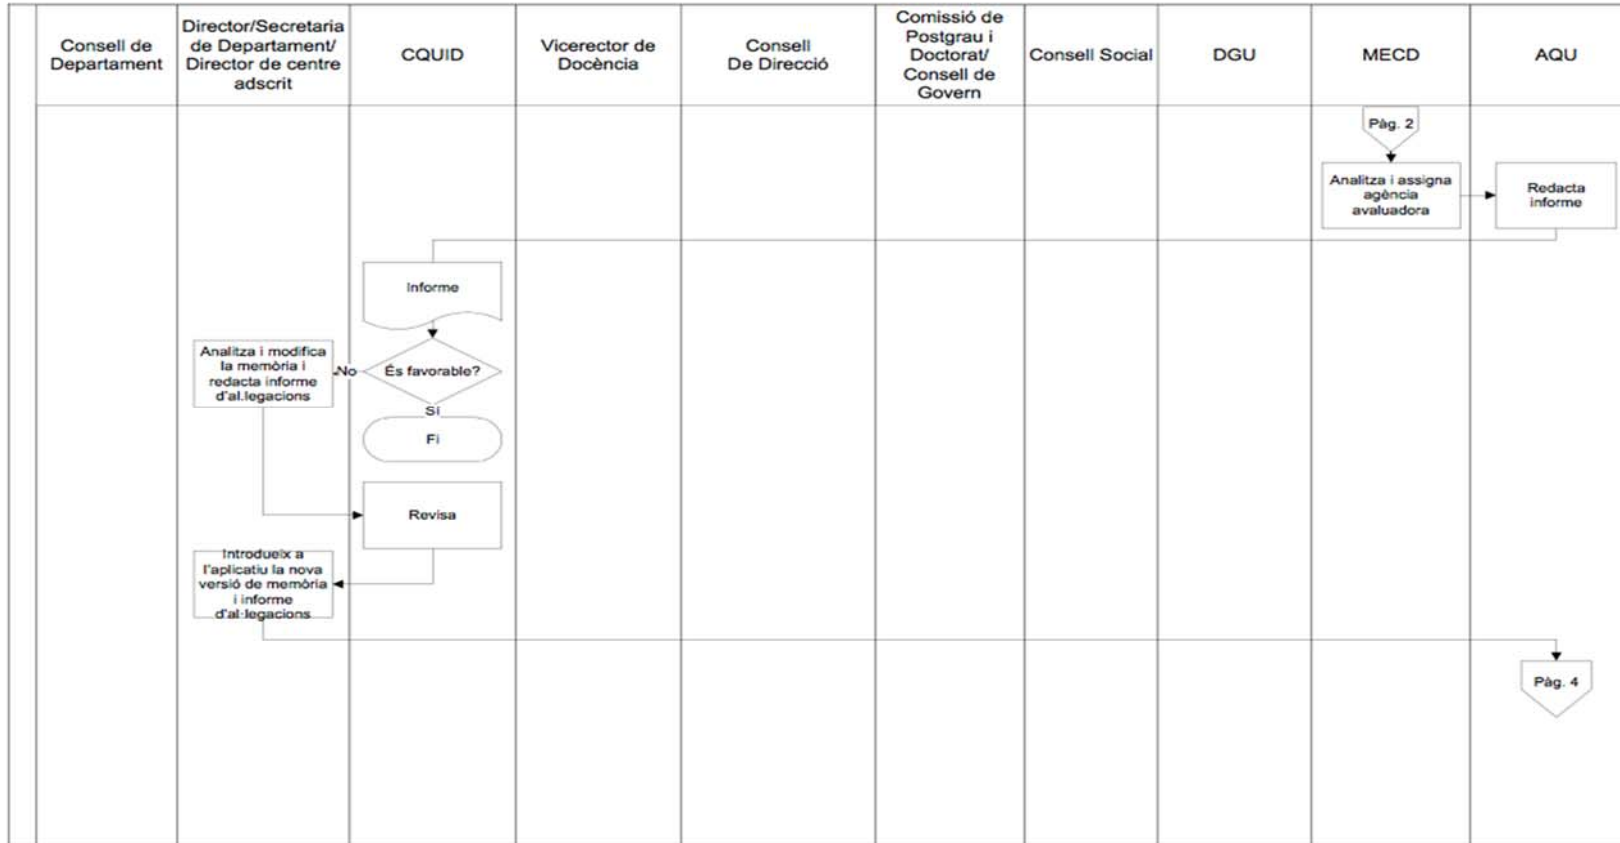 Consell de
Departament
Director/Secretaria
de Departament/
Director de centre
adscrit
CQUID
Vicerector de
Docència
Consell
De Direcció
Comissió de
Postgrau i
Doctorat/
Consell de
Govern
Consell Social
DGU
MECD
AQU
Pàg. 2
Analitza i assigna
agència
avaluadora
Redacta
informe
Informe
Analitza i modifica
la memòria i
redacta informe
d'al.legacions
No
És favorable?
Sí
Fi
Revisa
Introdueix a
l'aplicatiu la nova
versió de memòria
i informe
d'al·legacions
Pàg. 4